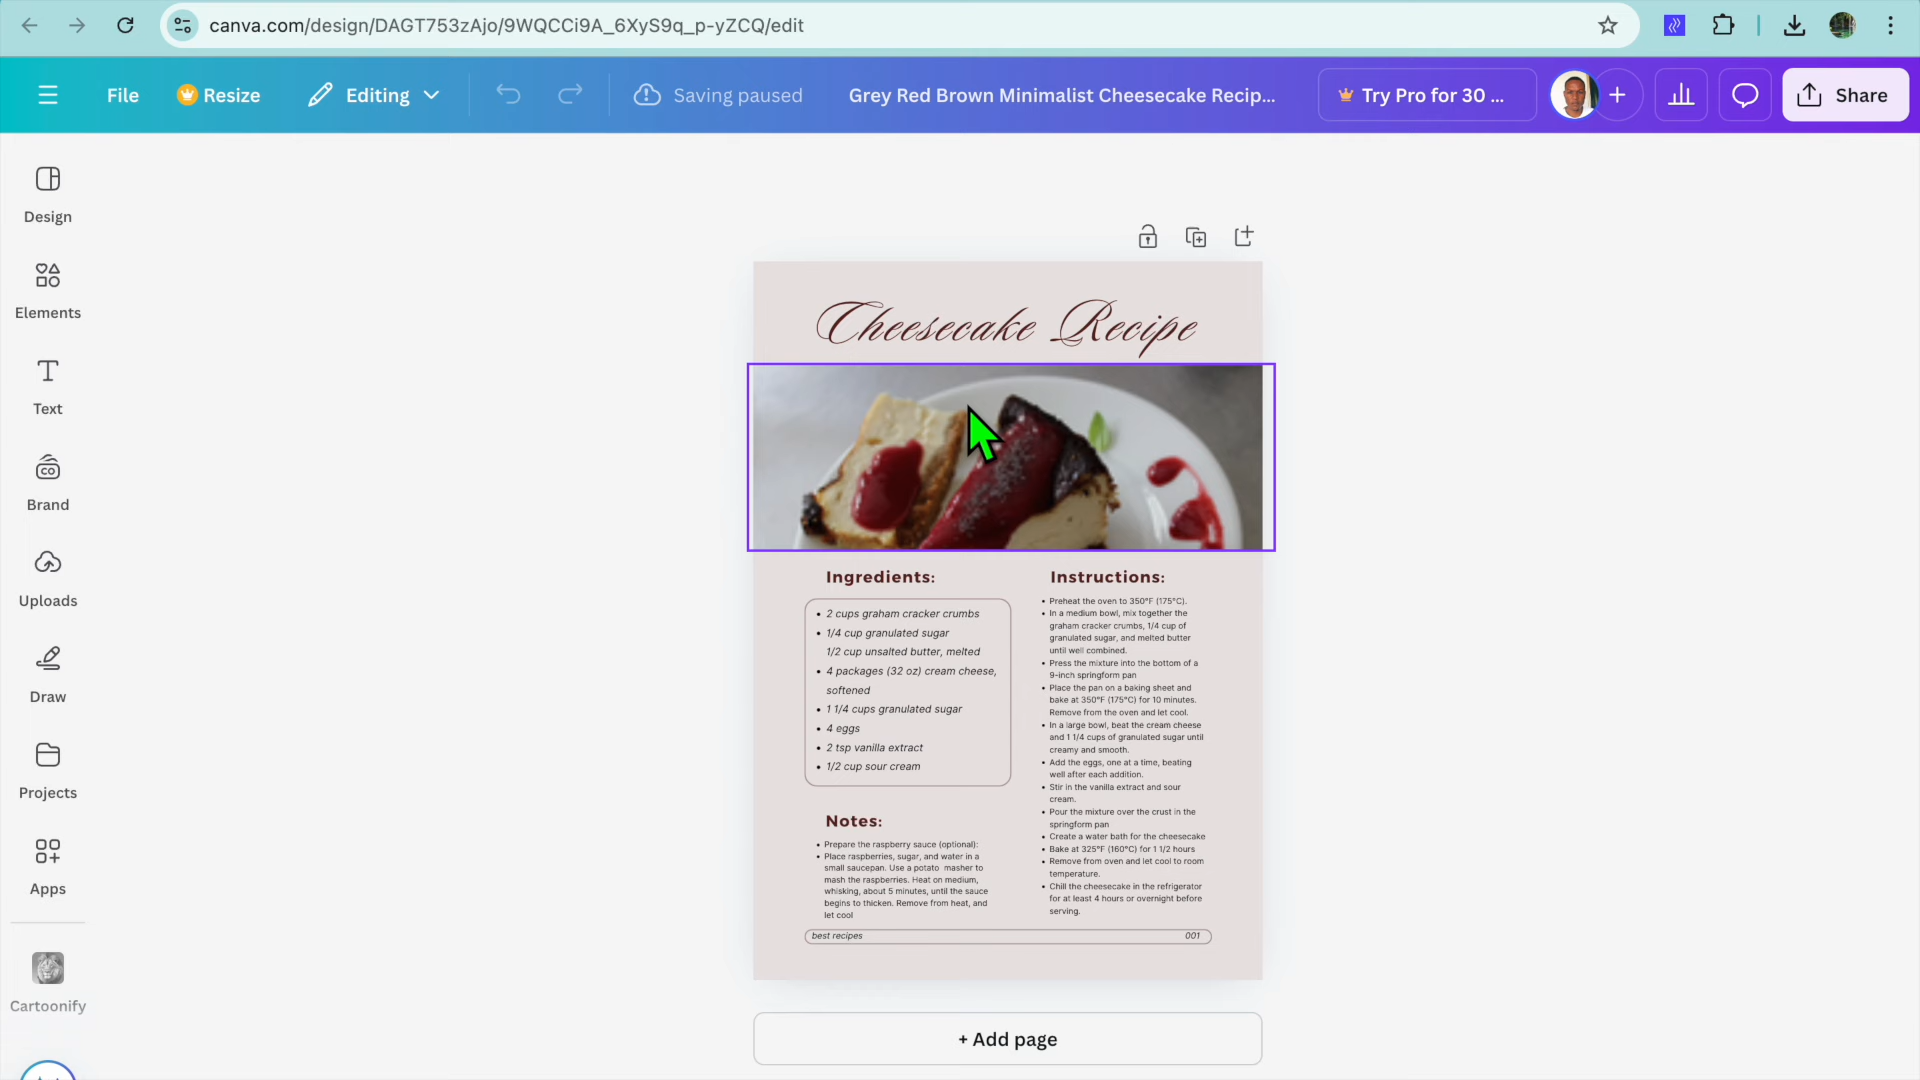 canva.com/design/DAGT753zAjo/9WQCCi9A_6XyS9q_p-yZCQ/edit
File
Resize
Editing
Saving paused
Grey Red Brown Minimalist Cheesecake Recip...
Try Pro for 30 ...
Share
Design
Elements
Text
Brand
Uploads
Draw
Projects
Apps
Cartoonify
Cheesecake Recipe
Ingredients:
• 2 cups graham cracker crumbs
• 1/4 cup granulated sugar
1/2 cup unsalted butter, melted
• 4 packages (32 oz) cream cheese,
softened
• 1 1/4 cups granulated sugar
• 4 eggs
• 2 tsp vanilla extract
• 1/2 cup sour cream
Notes:
• Prepare the raspberry sauce (optional):
• Place raspberries, sugar, and water in a
small saucepan. Use a potato masher to
mash the raspberries. Heat on medium,
whisking, about 5 minutes, until the sauce
begins to thicken. Remove from heat, and
let cool
Instructions:
• Preheat the oven to 350°F (175°C).
• In a medium bowl, mix together the
graham cracker crumbs, 1/4 cup of
granulated sugar, and melted butter
until well combined.
• Press the mixture into the bottom of a
9-inch springform pan
• Place the pan on a baking sheet and
bake at 350°F (175°C) for 10 minutes.
Remove from the oven and let cool.
• In a large bowl, beat the cream cheese
and 1 1/4 cups of granulated sugar until
creamy and smooth.
• Add the eggs, one at a time, beating
well after each addition.
• Stir in the vanilla extract and sour
cream.
• Pour the mixture over the crust in the
springform pan
• Create a water bath for the cheesecake
• Bake at 325°F (160°C) for 1 1/2 hours
• Remove from oven and let cool to room
temperature.
• Chill the cheesecake in the refrigerator
for at least 4 hours or overnight before
serving.
best recipes 001
+ Add page